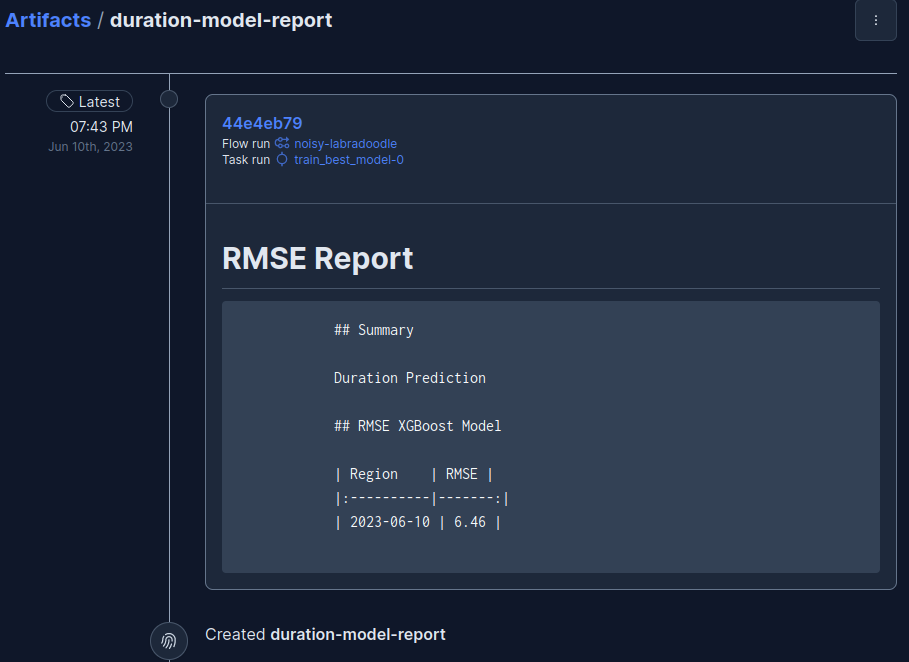 Artifacts / duration-model-report
Latest
07:43 PM
Jun 10th, 2023
44e4eb79
Flow run noisy-labradoodle
Task run train_best_model-0
RMSE Report
## Summary
Duration Prediction
## RMSE XGBoost Model
| Region    | RMSE |
|:----------|-------:|
| 2023-06-10 | 6.46 |
Created duration-model-report